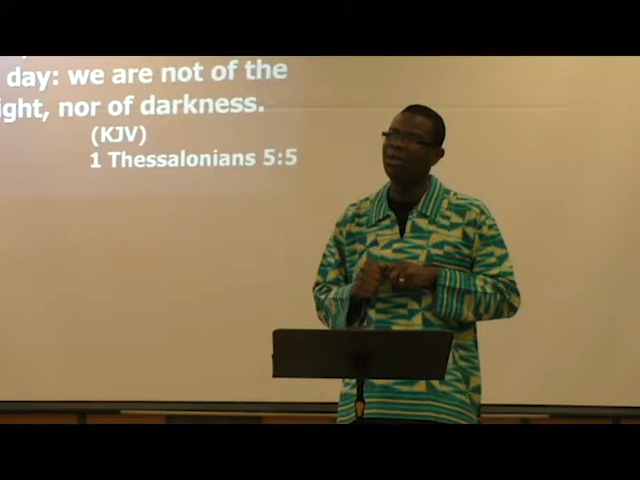 day: we are not of the
ight, nor of darkness.
(KJV)
1 Thessalonians 5:5